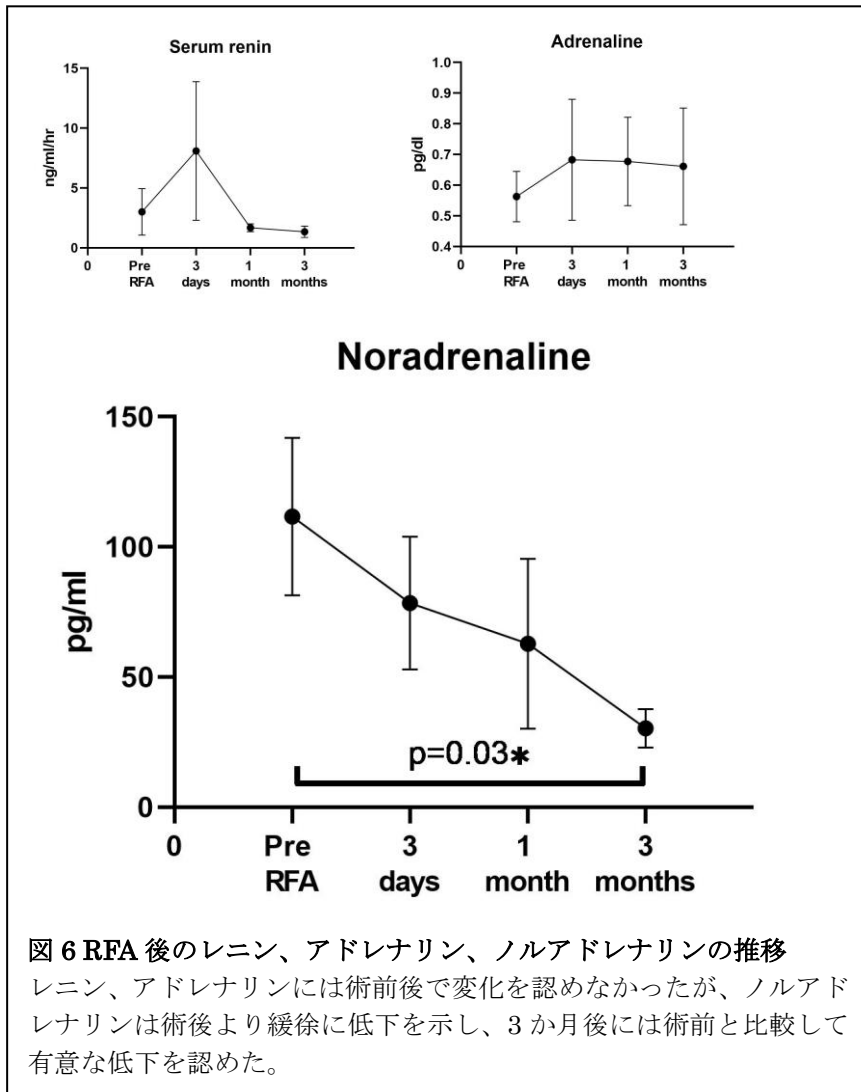 Serum renin
15
10
5
0
ng/ml/hr
0 Pre RFA 3 days 1 month 3 months
Adrenaline
1.0
0.9
0.8
0.7
0.6
0.5
0.4
pg/dl
0 Pre RFA 3 days 1 month 3 months
Noradrenaline
150
100
50
0
pg/ml
p=0.03*
0 Pre 3 1 3
RFA days month months
図 6 RFA 後のレニン、アドレナリン、ノルアドレナリンの推移
レニン、アドレナリンには術前後で変化を認めなかったが、ノルアド
レナリンは術後より緩徐に低下を示し、3 か月後には術前と比較して
有意な低下を認めた。